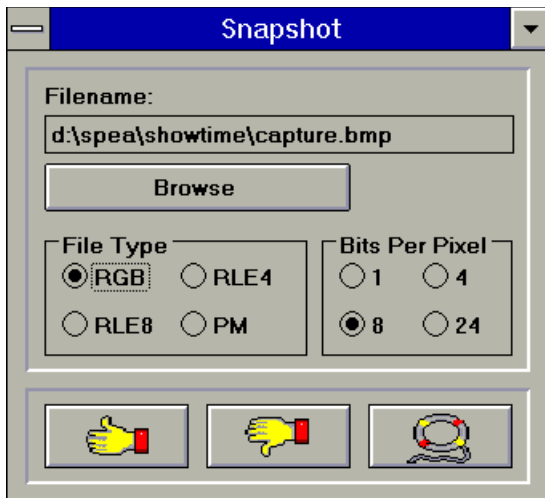 Snapshot
Filename:
d:\spea\showtime\capture.bmp
Browse
File Type
RGB RLE4
RLE8 PM
Bits Per Pixel
1 4
8 24